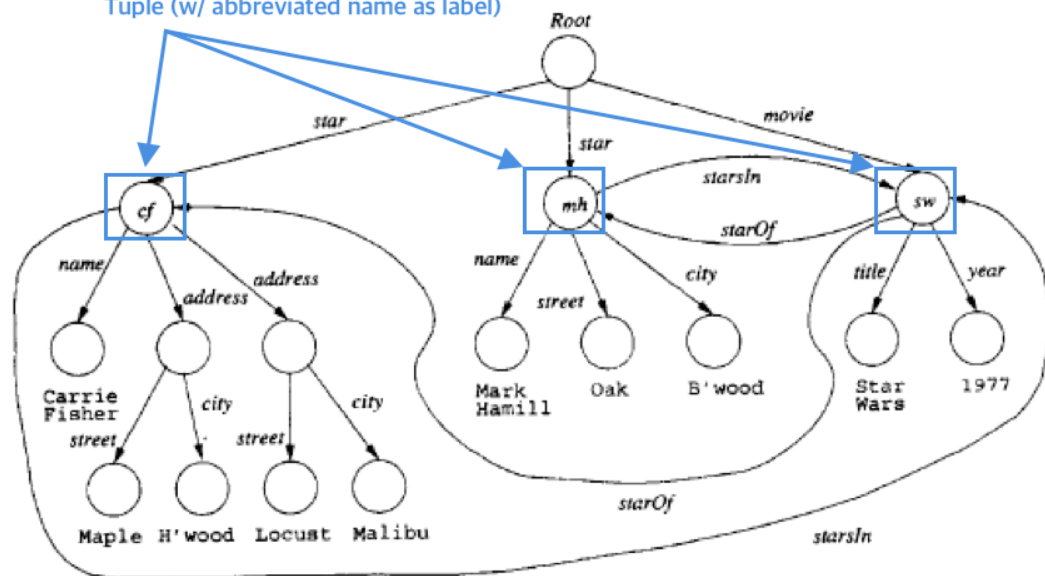 Tuple (w/ abbreviated name as label)
Root
star
star
movie
cf
mh
sw
starsIn
starOf
name
address
address
name
street
city
title
year
Carrie
Fisher
Mark
Hamill
Oak
B'wood
Star
Wars
1977
street
city
street
city
Maple
H'wood
Locust
Malibu
starOf
starsIn